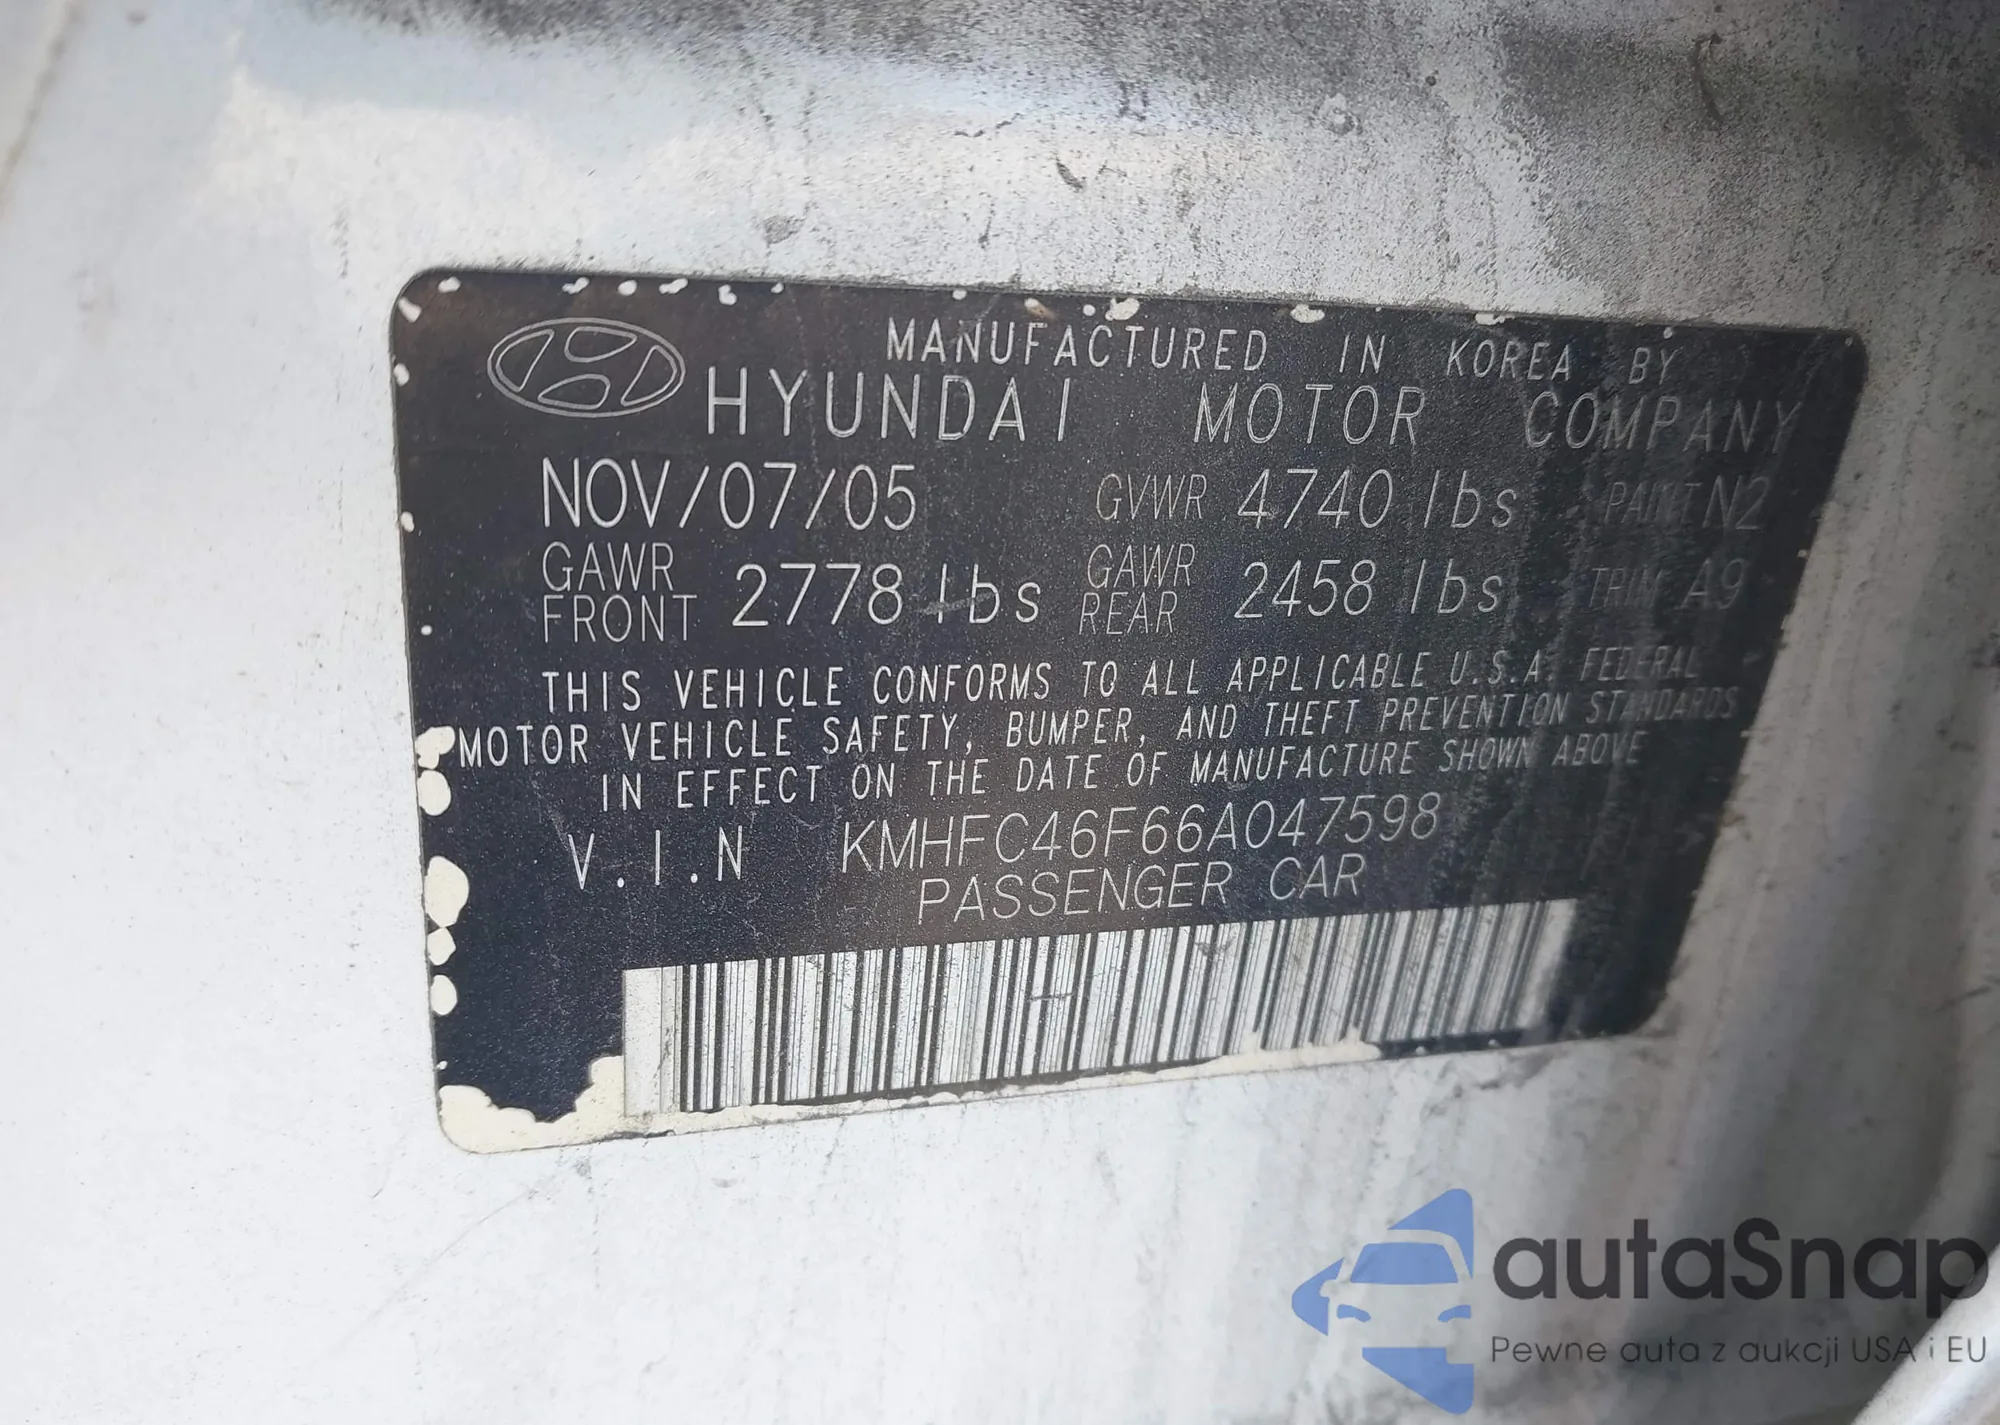 MANUFACTURED IN KOREA BY
HYUNDAI MOTOR COMPANY
NOV/07/05 GVWR 4740 lbs PAINT N2
GAWR FRONT 2778 lbs GAWR REAR 2458 lbs TRIM A9
THIS VEHICLE CONFORMS TO ALL APPLICABLE U.S.A. FEDERAL
MOTOR VEHICLE SAFETY, BUMPER, AND THEFT PREVENTION STANDARDS
IN EFFECT ON THE DATE OF MANUFACTURE SHOWN ABOVE
V.I.N KMHFC46F66A047598
PASSENGER CAR
autaSnap
Pewne auta z aukcji USA i EU